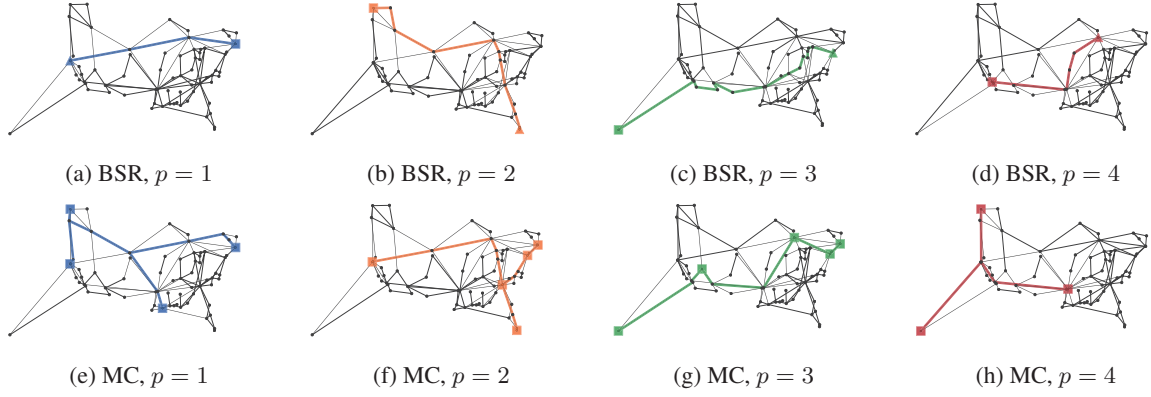 (a) BSR, p = 1
(b) BSR, p = 2
(c) BSR, p = 3
(d) BSR, p = 4
(e) MC, p = 1
(f) MC, p = 2
(g) MC, p = 3
(h) MC, p = 4